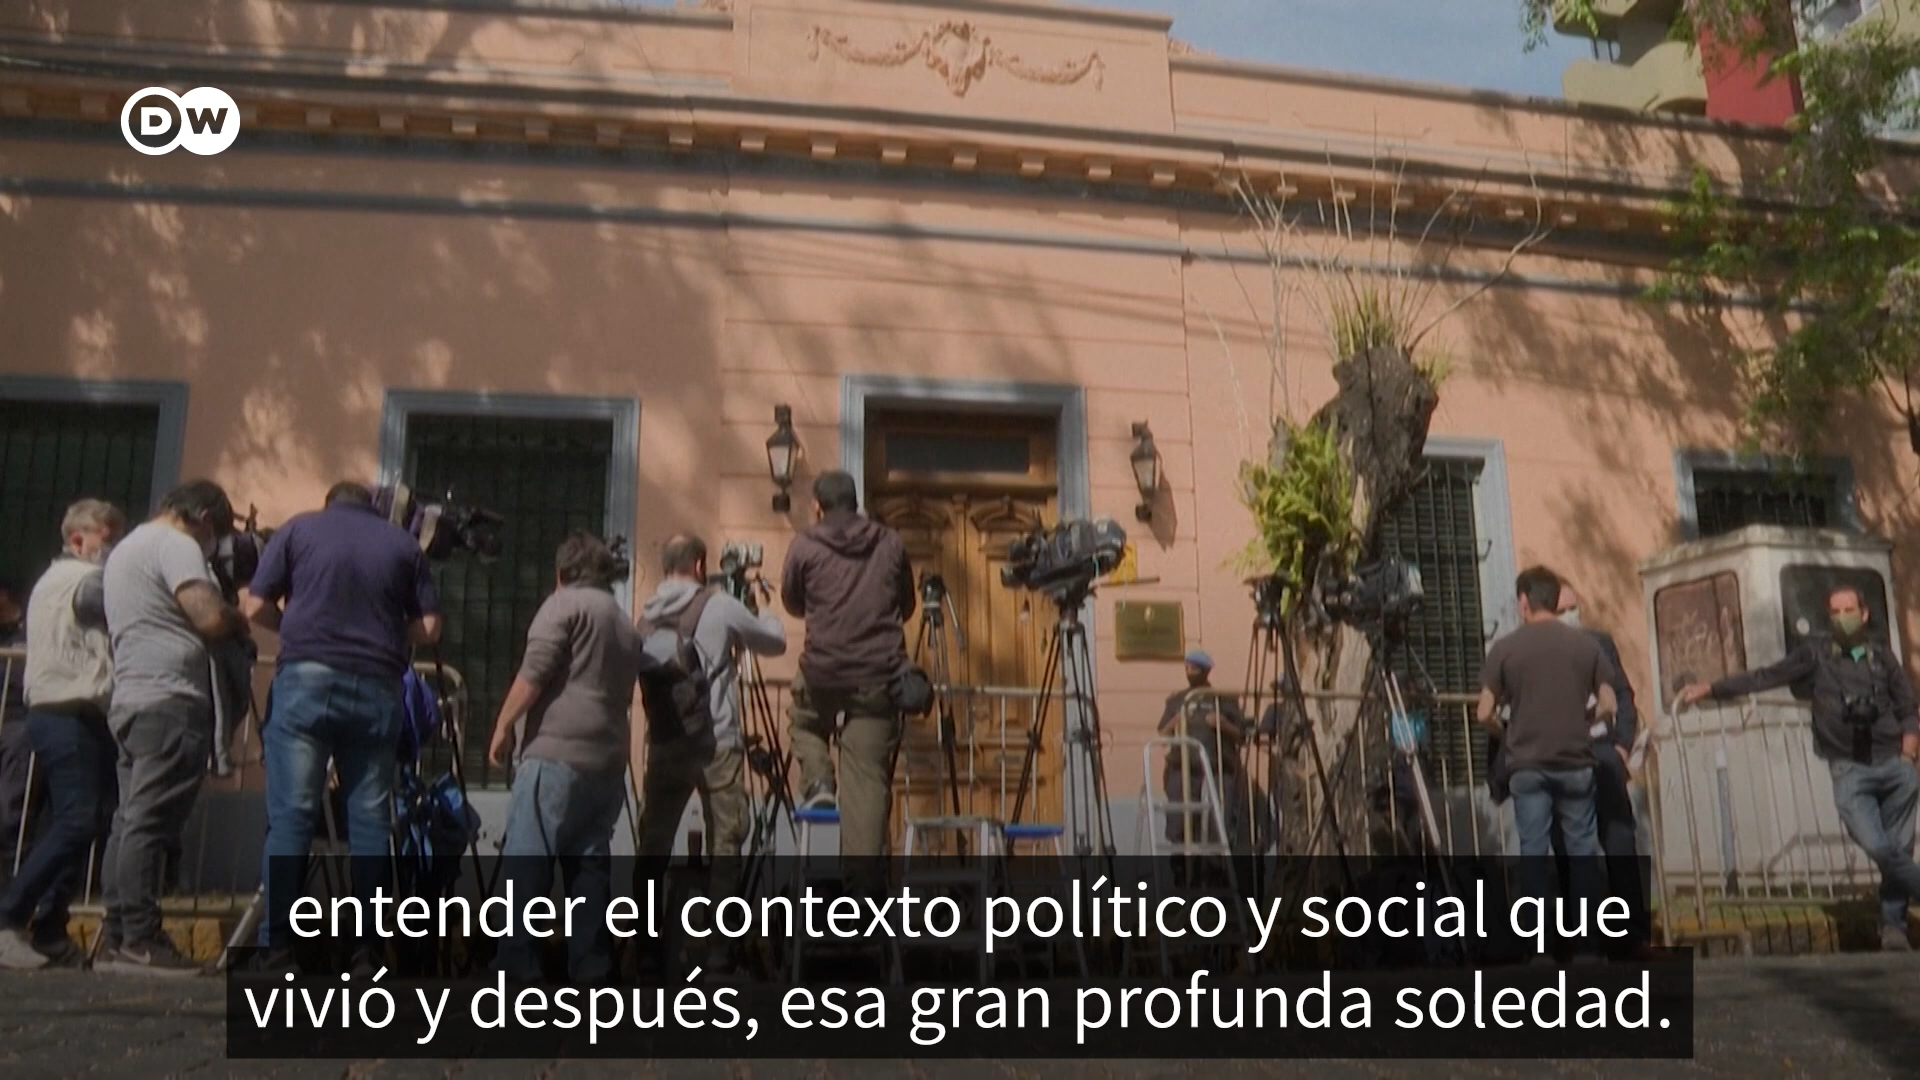 DW
entender el contexto político y social que
vivió y después, esa gran profunda soledad.